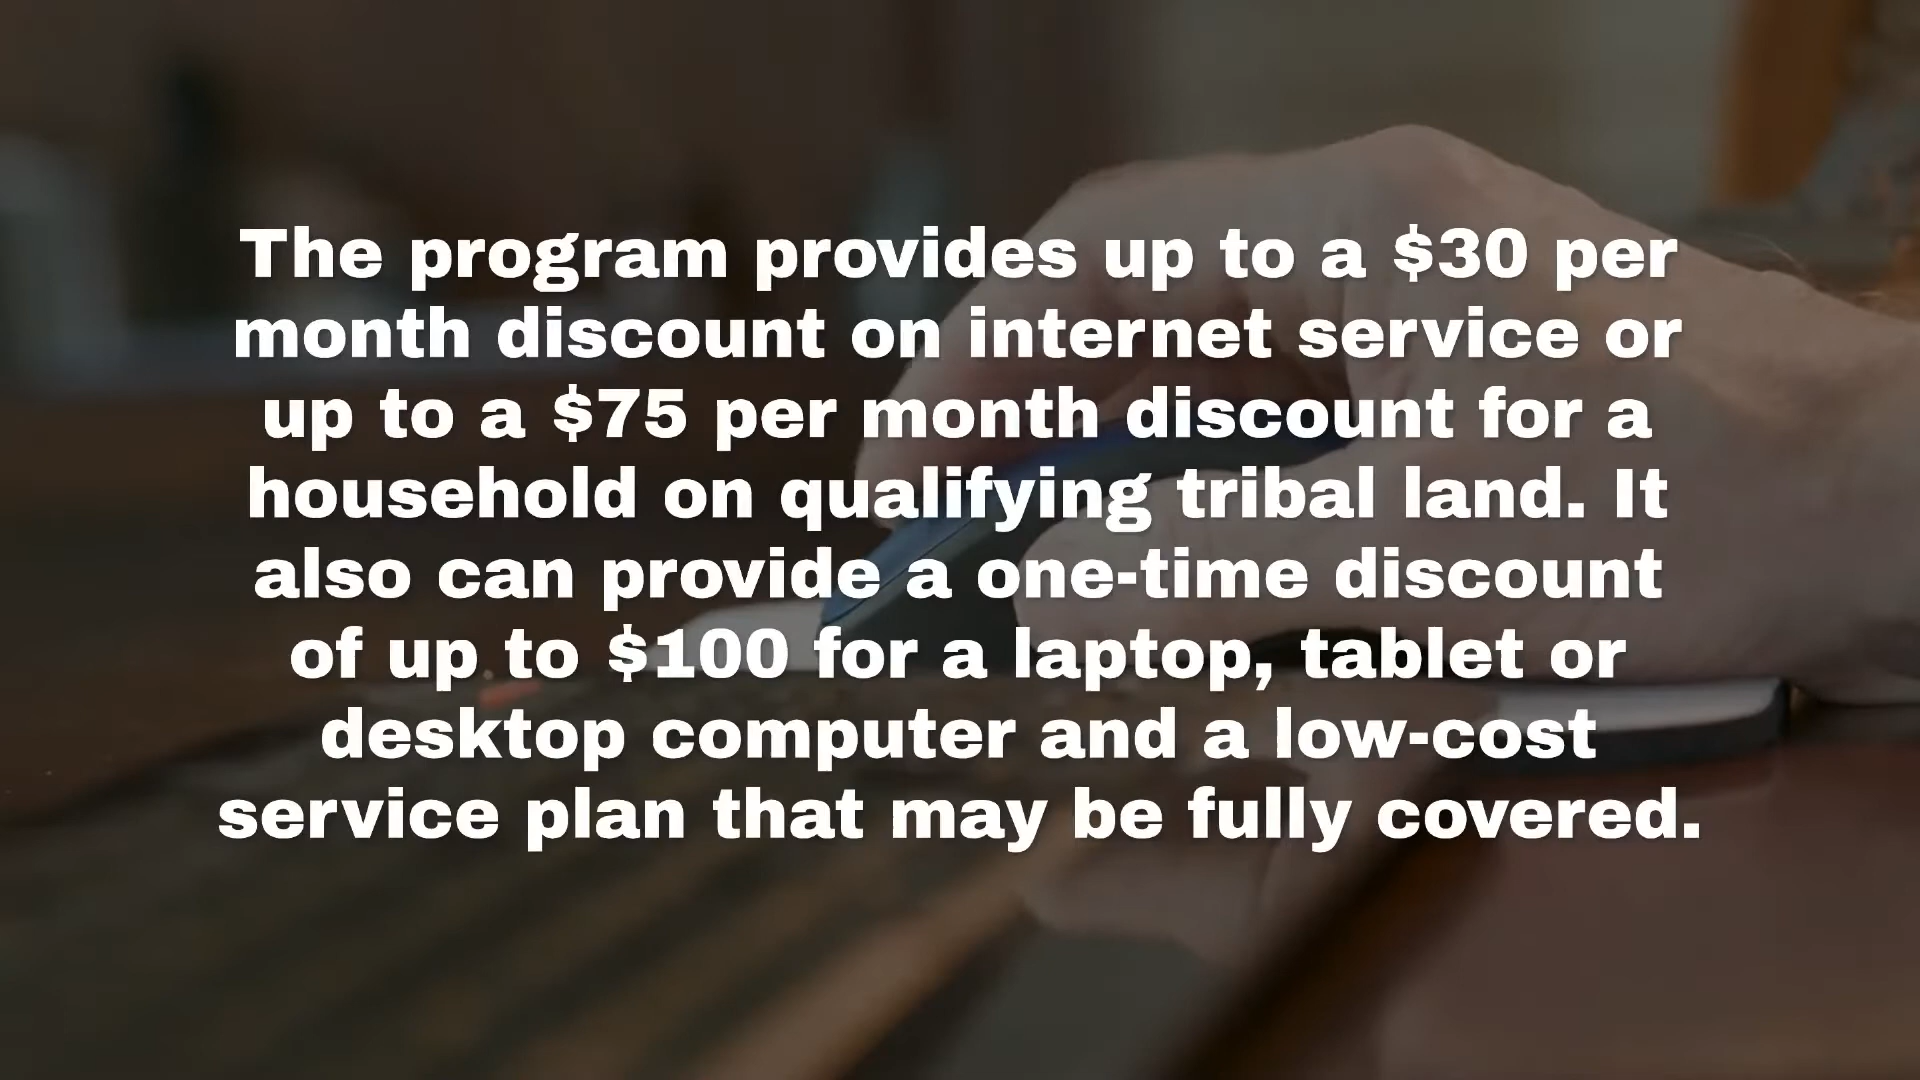 The program provides up to a $30 per
month discount on internet service or
up to a $75 per month discount for a
household on qualifying tribal land. It
also can provide a one-time discount
of up to $100 for a laptop, tablet or
desktop computer and a low-cost
service plan that may be fully covered.